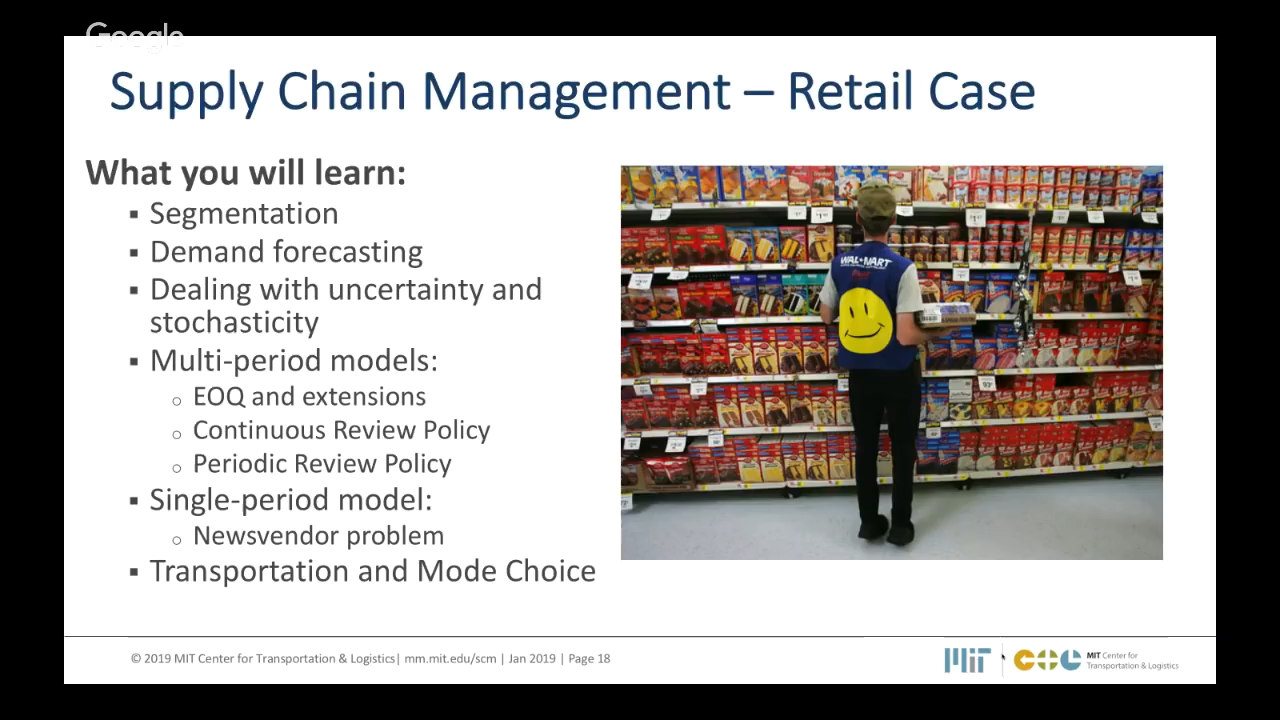 Google
Supply Chain Management – Retail Case
What you will learn:
▪ Segmentation
▪ Demand forecasting
▪ Dealing with uncertainty and
stochasticity
▪ Multi-period models:
o EOQ and extensions
o Continuous Review Policy
o Periodic Review Policy
▪ Single-period model:
o Newsvendor problem
▪ Transportation and Mode Choice
WAL★MART
© 2019 MIT Center for Transportation & Logistics| mm.mit.edu/scm | Jan 2019 | Page 18
MIT
CTL
MIT Center for
Transportation & Logistics